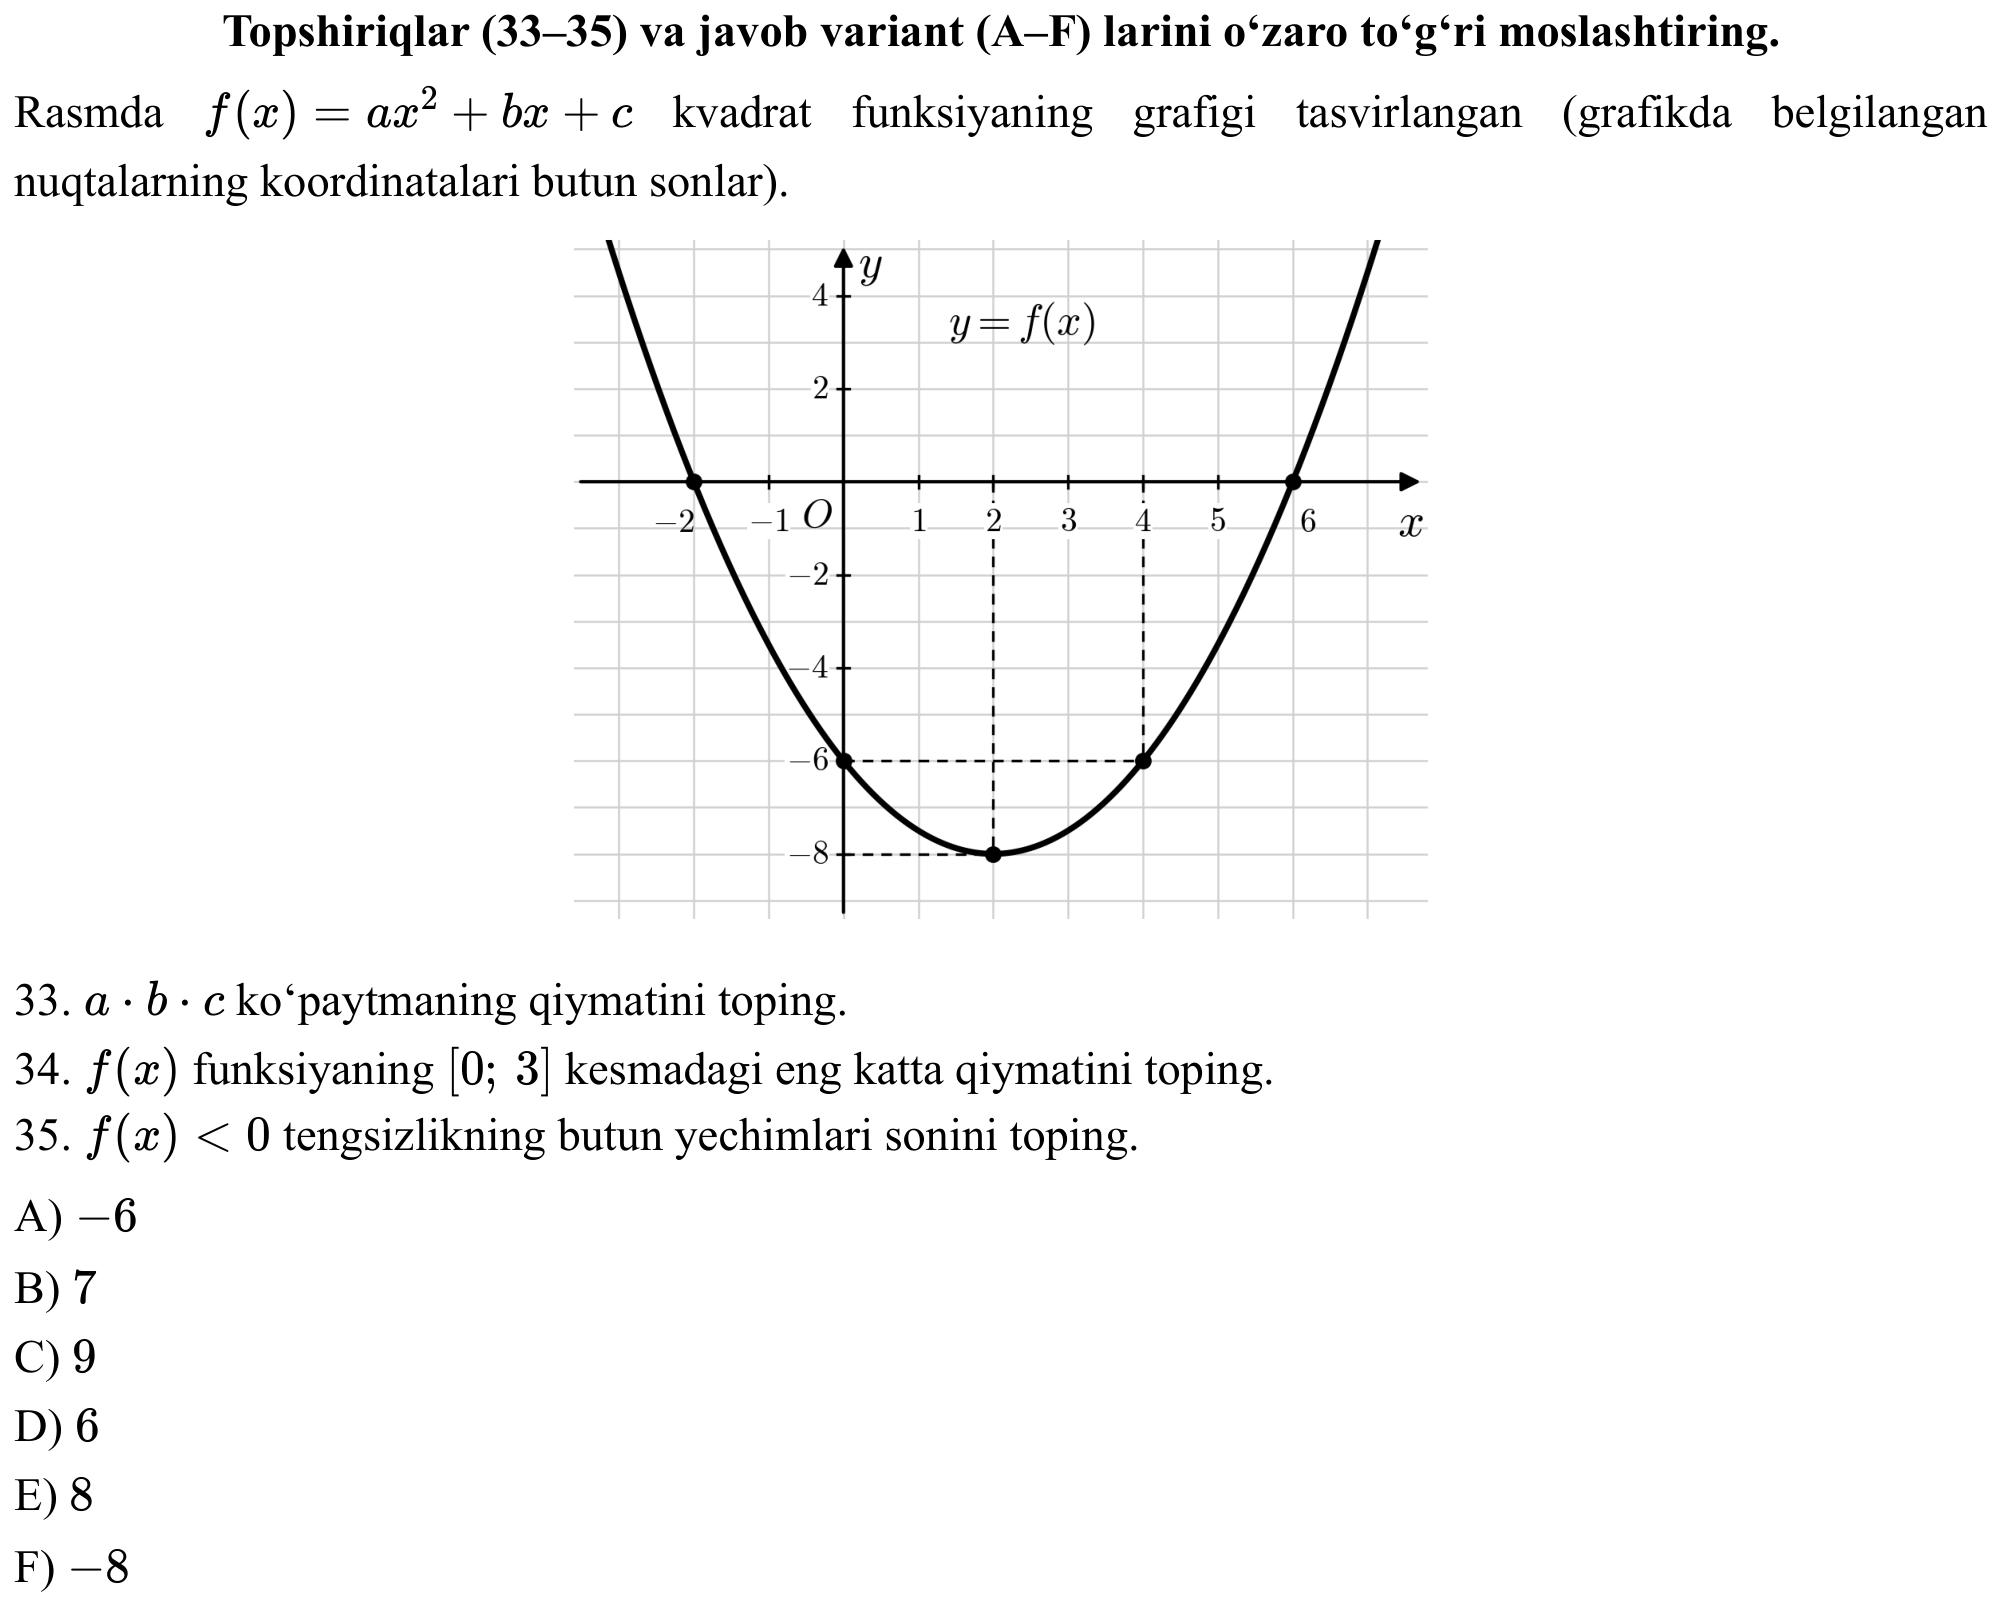 Topshiriqlar (33–35) va javob variant (A–F) larini o‘zaro to‘g‘ri moslashtiring.
Rasmda f(x) = ax² + bx + c kvadrat funksiyaning grafigi tasvirlangan (grafikda belgilangan
nuqtalarning koordinatalari butun sonlar).
y
4
y = f(x)
2
−2 −1 O 1 2 3 4 5 6 x
−2
−4
−6
−8
33. a · b · c ko‘paytmaning qiymatini toping.
34. f(x) funksiyaning [0; 3] kesmadagi eng katta qiymatini toping.
35. f(x) < 0 tengsizlikning butun yechimlari sonini toping.
A) −6
B) 7
C) 9
D) 6
E) 8
F) −8